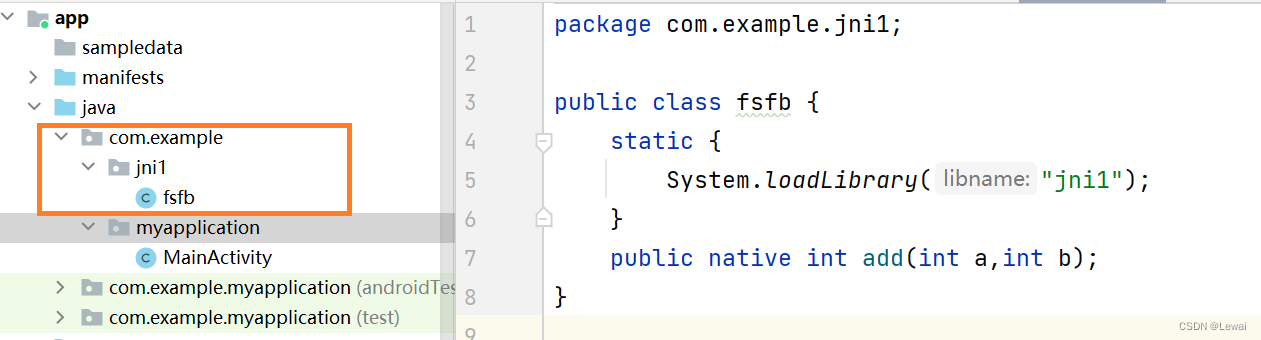 app
sampledata
manifests
java
com.example
jni1
fsfb
myapplication
MainActivity
com.example.myapplication (androidTes
com.example.myapplication (test)
1 package com.example.jni1;
2
3 public class fsfb {
4 static {
5 System.loadLibrary( libname: "jni1");
6 }
7 public native int add(int a,int b);
8 }
9
CSDN @Lewai